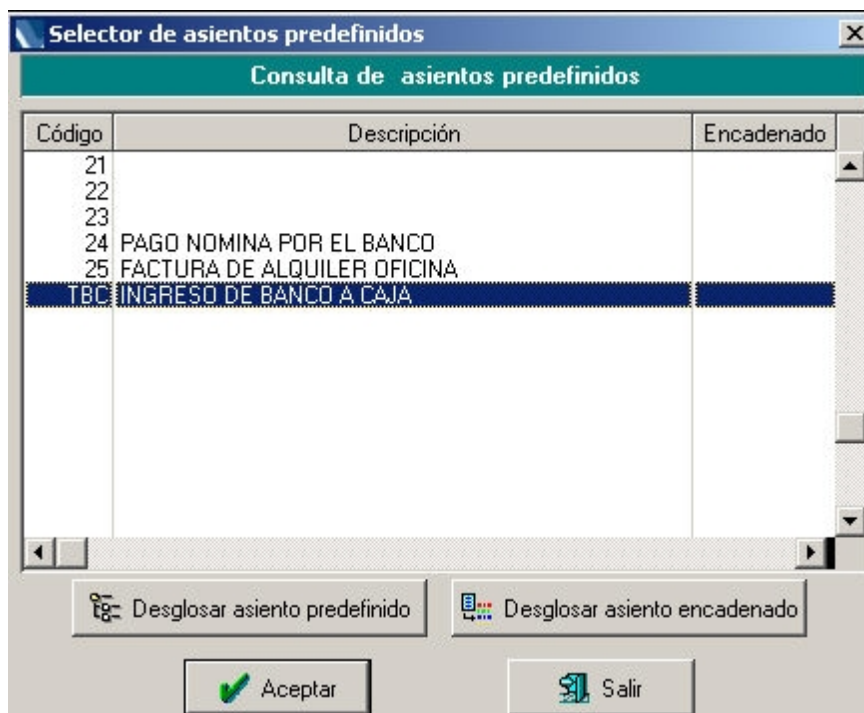 Selector de asientos predefinidos
Consulta de asientos predefinidos
Código Descripción Encadenado
21
22
23
24 PAGO NOMINA POR EL BANCO
25 FACTURA DE ALQUILER OFICINA
TBC INGRESO DE BANCO A CAJA
Desglosar asiento predefinido Desglosar asiento encadenado
Aceptar Salir